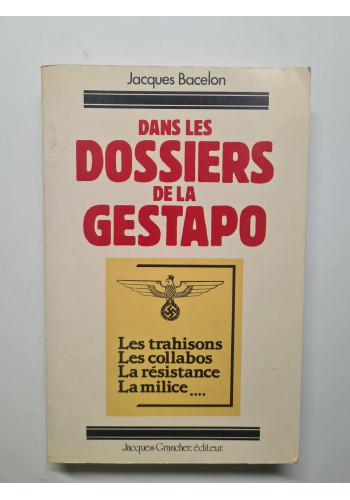 Jacques Bacelon
DANS LES
DOSSIERS
DE LA
GESTAPO
Les trahisons
Les collabos
La résistance
La milice ....
Jacques Grancher, éditeur.